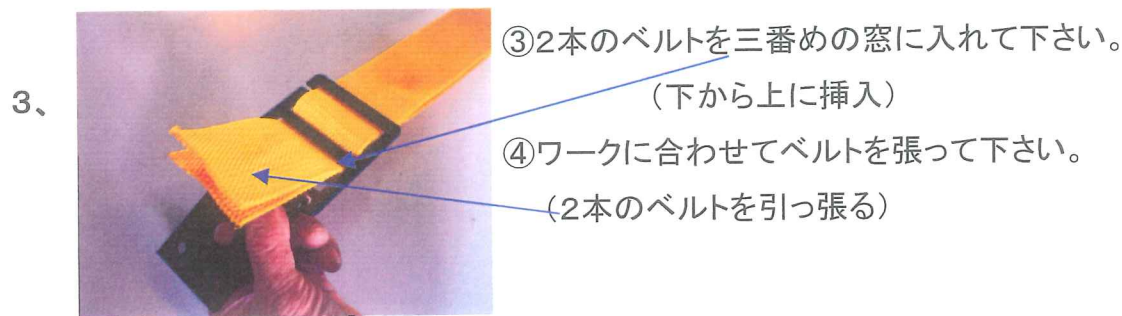 3、
③2本のベルトを三番めの窓に入れて下さい。
(下から上に挿入)
④ワークに合わせてベルトを張って下さい。
(2本のベルトを引っ張る)